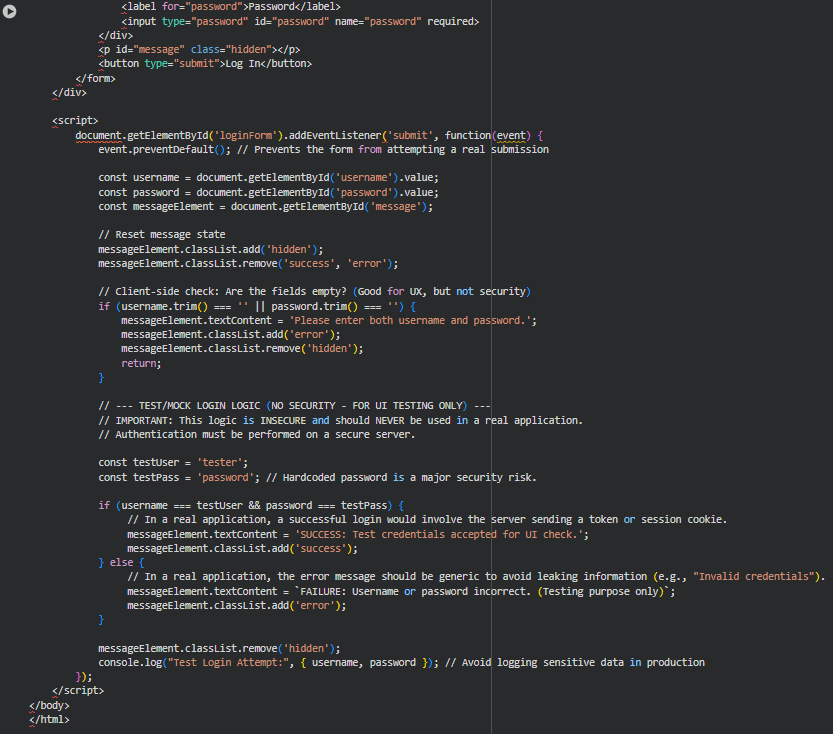 <label for="password">Password</label>
<input type="password" id="password" name="password" required>
</div>
<p id="message" class="hidden"></p>
<button type="submit">Log In</button>
</form>
</div>
<script>
document.getElementById('loginForm').addEventListener('submit', function(event) {
event.preventDefault(); // Prevents the form from attempting a real submission
const username = document.getElementById('username').value;
const password = document.getElementById('password').value;
const messageElement = document.getElementById('message');
// Reset message state
messageElement.classList.add('hidden');
messageElement.classList.remove('success', 'error');
// Client-side check: Are the fields empty? (Good for UX, but not security)
if (username.trim() === '' || password.trim() === '') {
messageElement.textContent = 'Please enter both username and password.';
messageElement.classList.add('error');
messageElement.classList.remove('hidden');
return;
}
// --- TEST/MOCK LOGIN LOGIC (NO SECURITY - FOR UI TESTING ONLY) ---
// IMPORTANT: This logic is INSECURE and should NEVER be used in a real application.
// Authentication must be performed on a secure server.
const testUser = 'tester';
const testPass = 'password'; // Hardcoded password is a major security risk.
if (username === testUser && password === testPass) {
// In a real application, a successful login would involve the server sending a token or session cookie.
messageElement.textContent = 'SUCCESS: Test credentials accepted for UI check.';
messageElement.classList.add('success');
} else {
// In a real application, the error message should be generic to avoid leaking information (e.g., "Invalid credentials").
messageElement.textContent = `FAILURE: Username or password incorrect. (Testing purpose only)`;
messageElement.classList.add('error');
}
messageElement.classList.remove('hidden');
console.log("Test Login Attempt:", { username, password }); // Avoid logging sensitive data in production
});
</script>
</body>
</html>